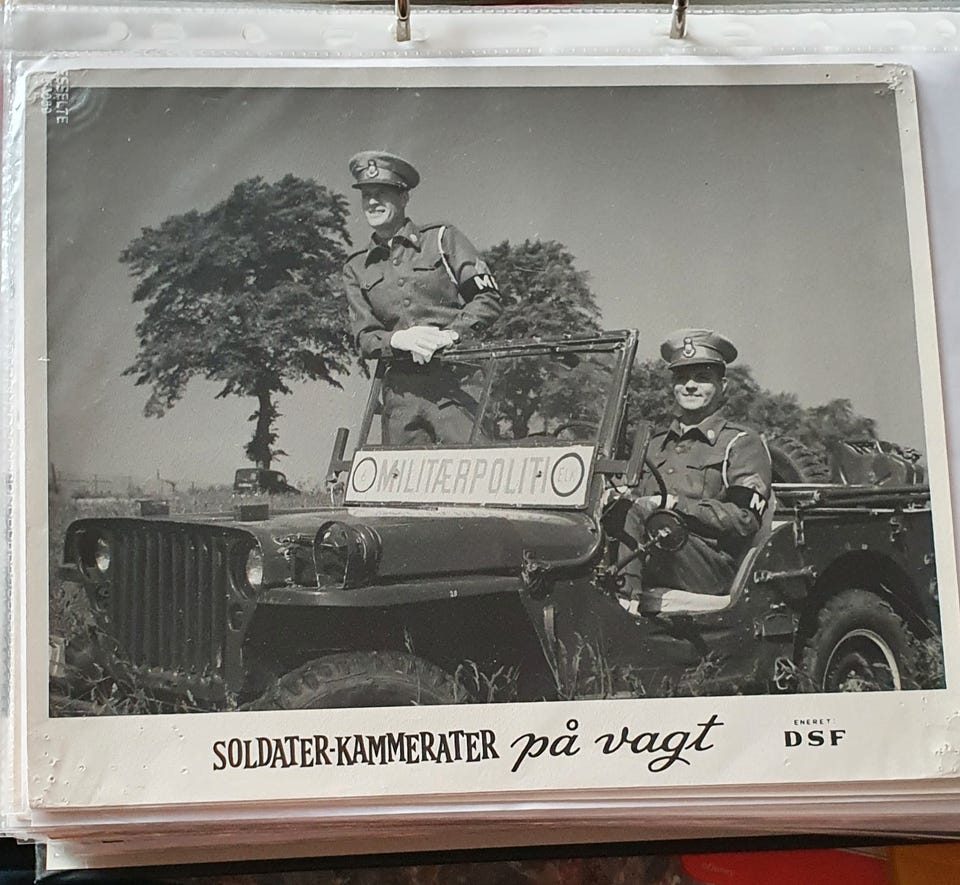 ESSELTE
MILITÆRPOLITI
M
M
SOLDATER-KAMMERATER på vagt
ENERET:
DSF